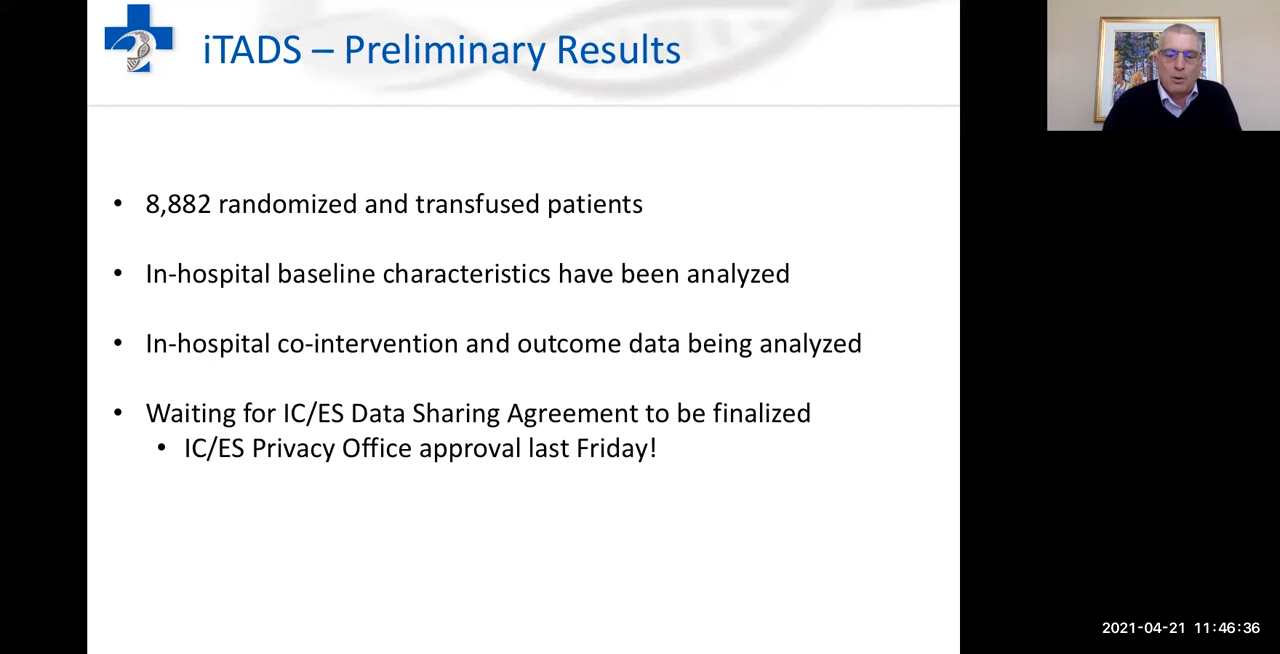 iTADS – Preliminary Results
• 8,882 randomized and transfused patients
• In-hospital baseline characteristics have been analyzed
• In-hospital co-intervention and outcome data being analyzed
• Waiting for IC/ES Data Sharing Agreement to be finalized
• IC/ES Privacy Office approval last Friday!
2021-04-21 11:46:36